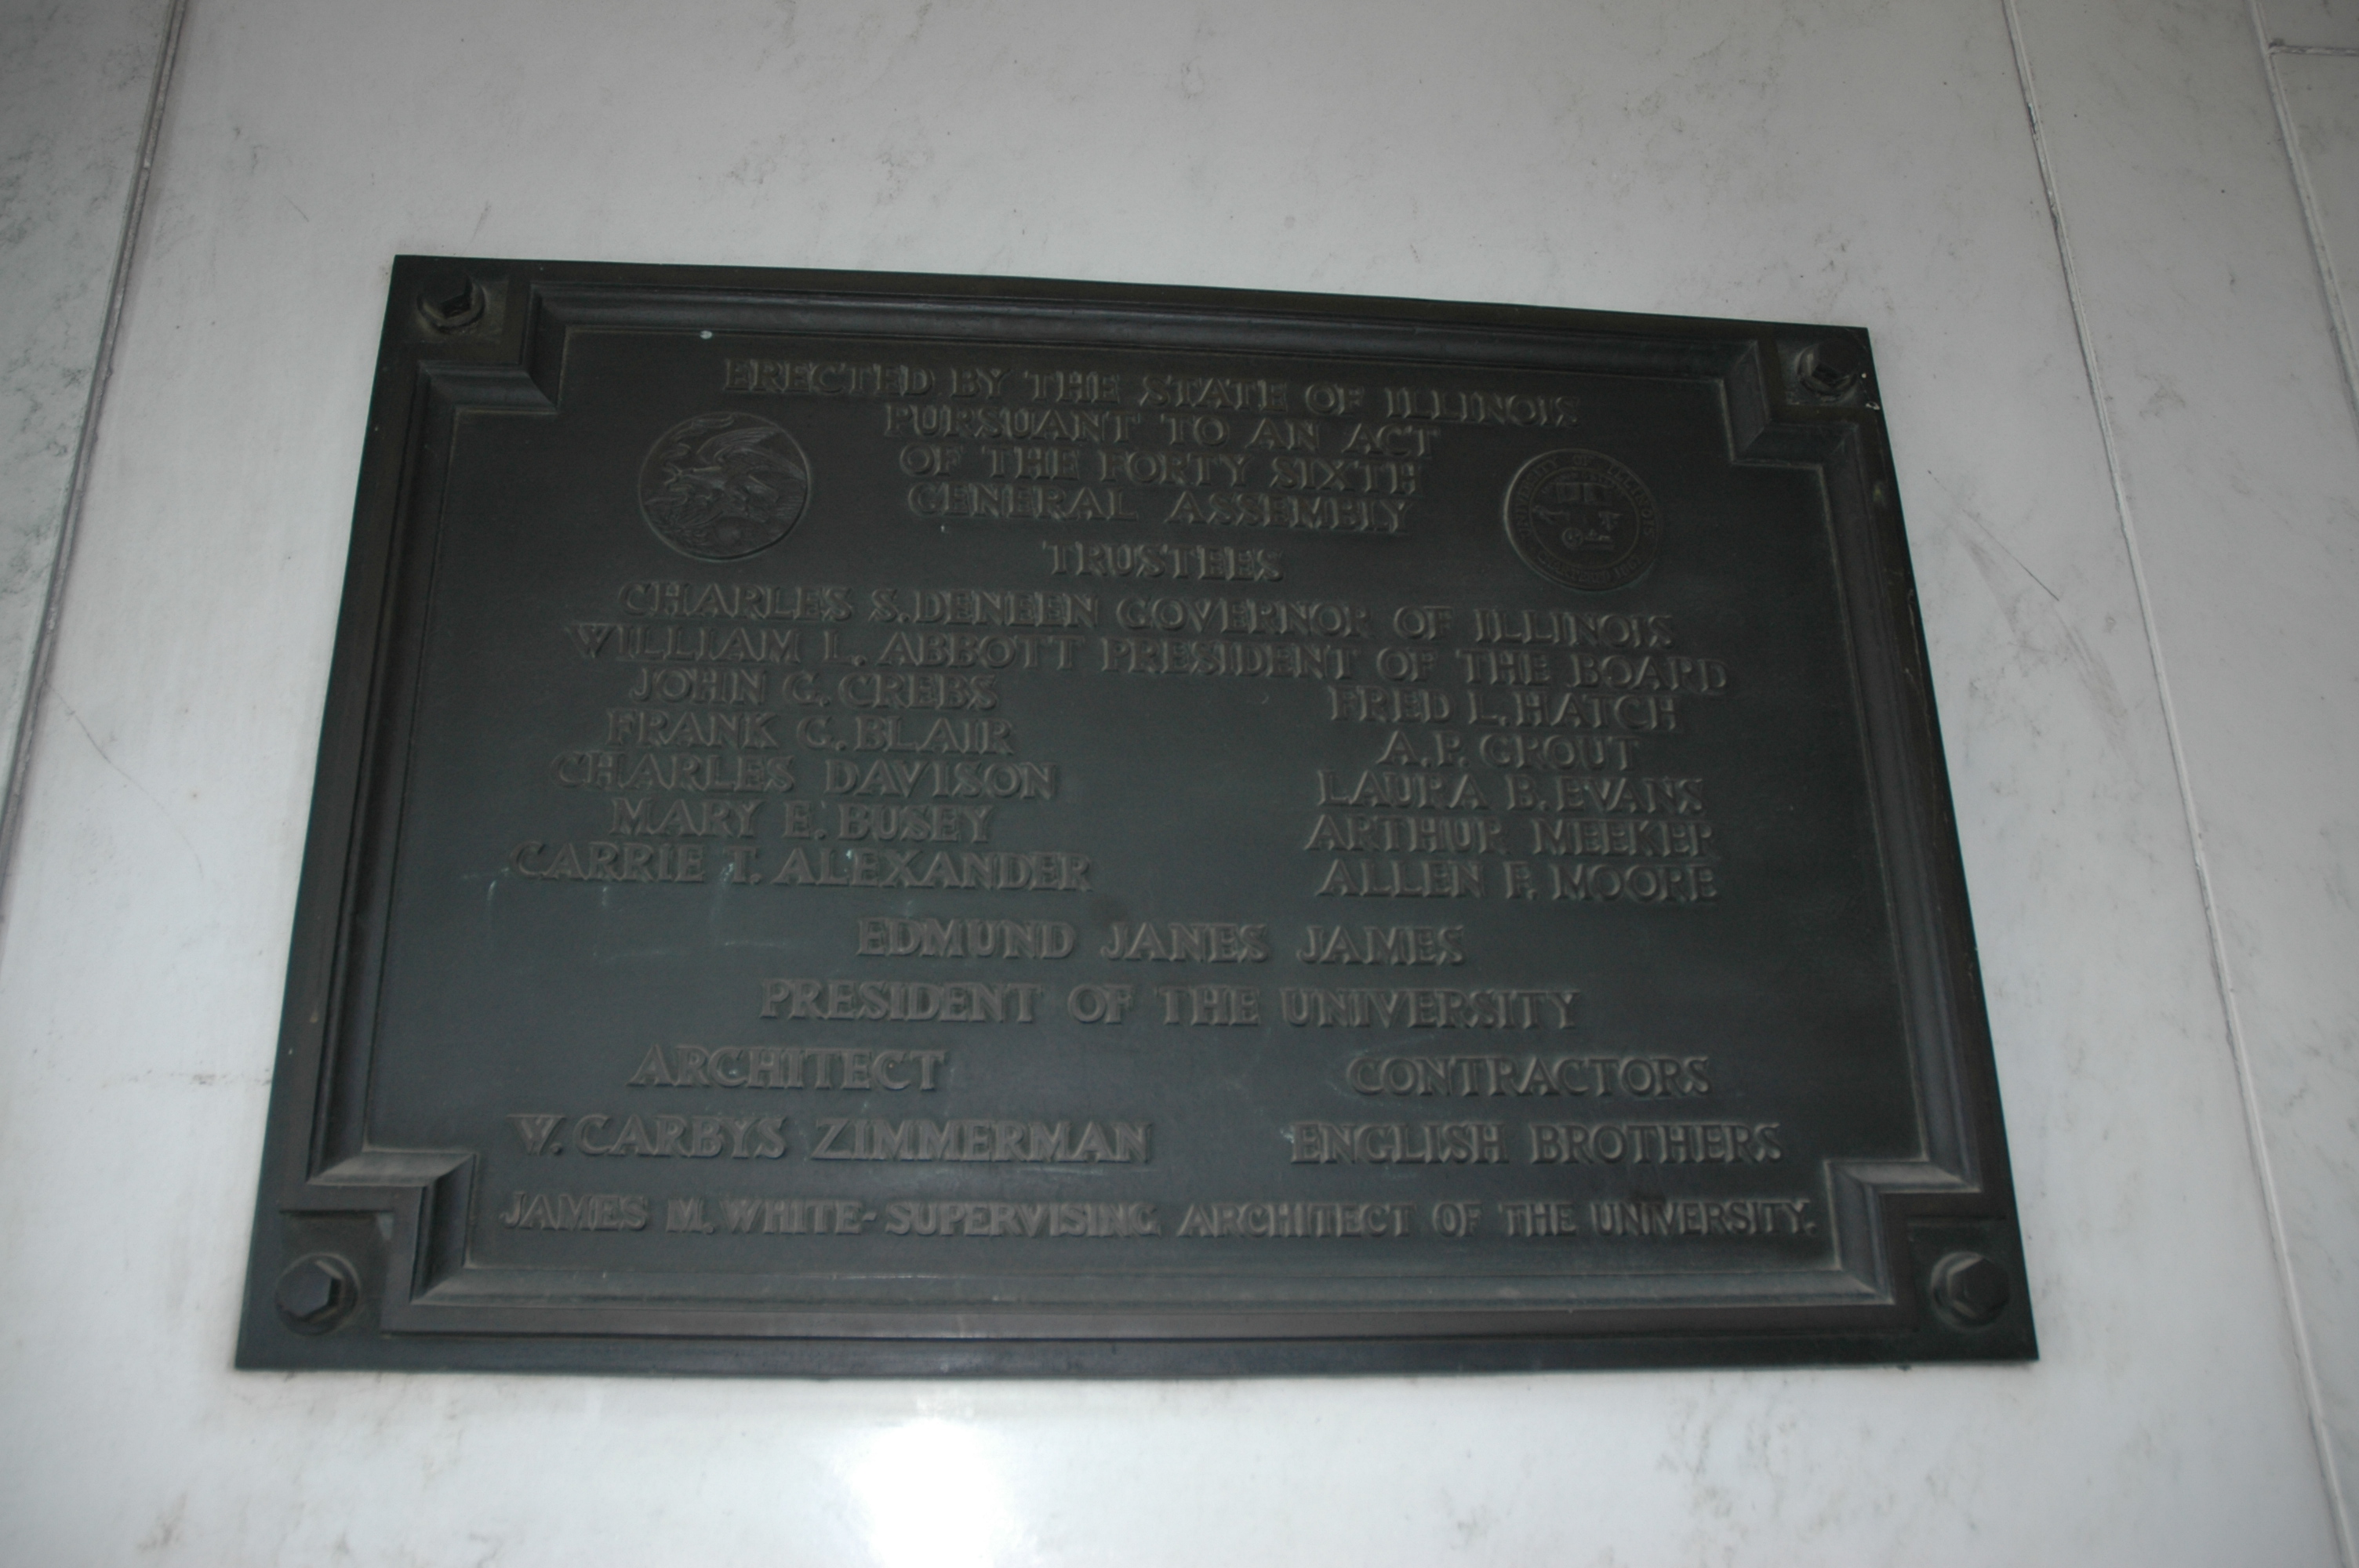 ERECTED BY THE STATE OF ILLINOIS
PURSUANT TO AN ACT
OF THE FORTY SIXTH
GENERAL ASSEMBLY
TRUSTEES
CHARLES S. DENEEN GOVERNOR OF ILLINOIS
WILLIAM L. ABBOTT PRESIDENT OF THE BOARD
JOHN G. CREBS FRED L. HATCH
FRANK G. BLAIR A. P. GROUT
CHARLES DAVISON LAURA B. EVANS
MARY E. BUSEY ARTHUR MEEKER
CARRIE T. ALEXANDER ALLEN F. MOORE
EDMUND JANES JAMES
PRESIDENT OF THE UNIVERSITY
ARCHITECT CONTRACTORS
W. CARBYS ZIMMERMAN ENGLISH BROTHERS
JAMES M. WHITE - SUPERVISING ARCHITECT OF THE UNIVERSITY.